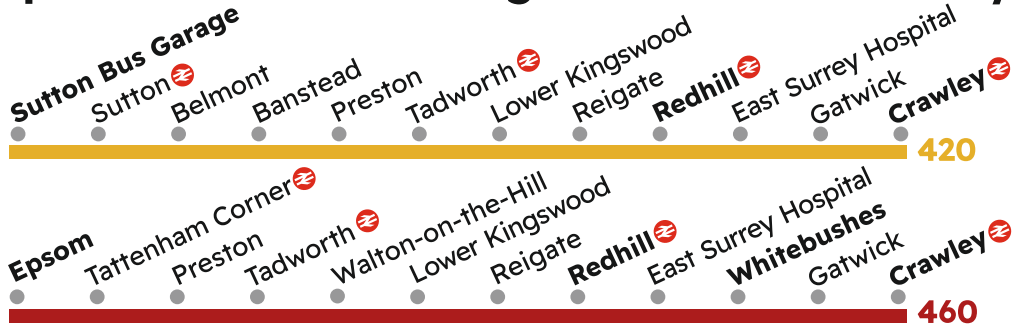 Sutton Bus Garage
Sutton
Belmont
Banstead
Preston
Tadworth
Lower Kingswood
Reigate
Redhill
East Surrey Hospital
Gatwick
Crawley
420
Epsom
Tattenham Corner
Preston
Tadworth
Walton-on-the-Hill
Lower Kingswood
Reigate
Redhill
East Surrey Hospital
Whitebushes
Gatwick
Crawley
460